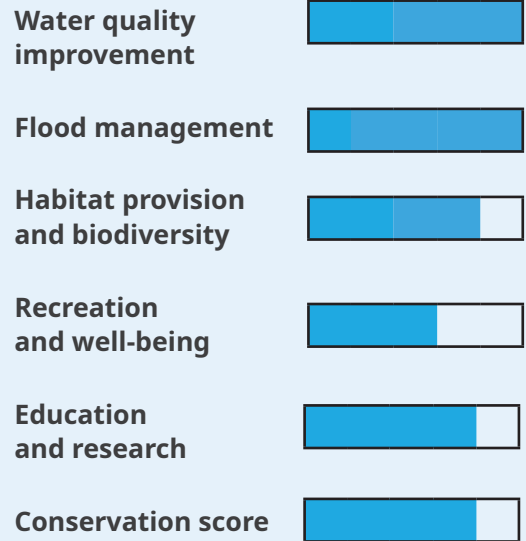 Water quality
improvement
Flood management
Habitat provision
and biodiversity
Recreation
and well-being
Education
and research
Conservation score